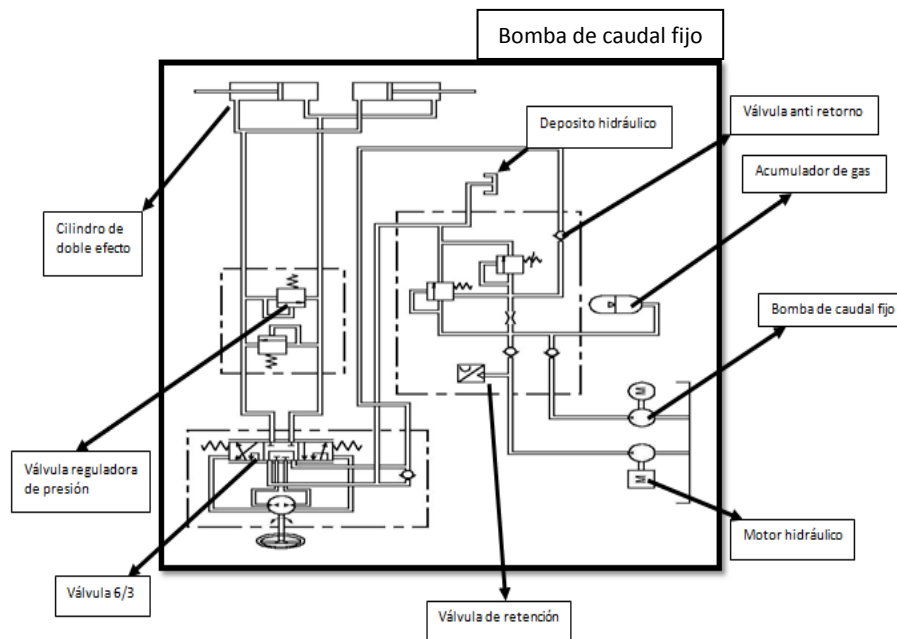 Bomba de caudal fijo
Deposito hidráulico
Válvula anti retorno
Acumulador de gas
Cilindro de
doble efecto
Bomba de caudal fijo
M
M
Válvula reguladora
de presión
Motor hidráulico
Válvula 6/3
Válvula de retención